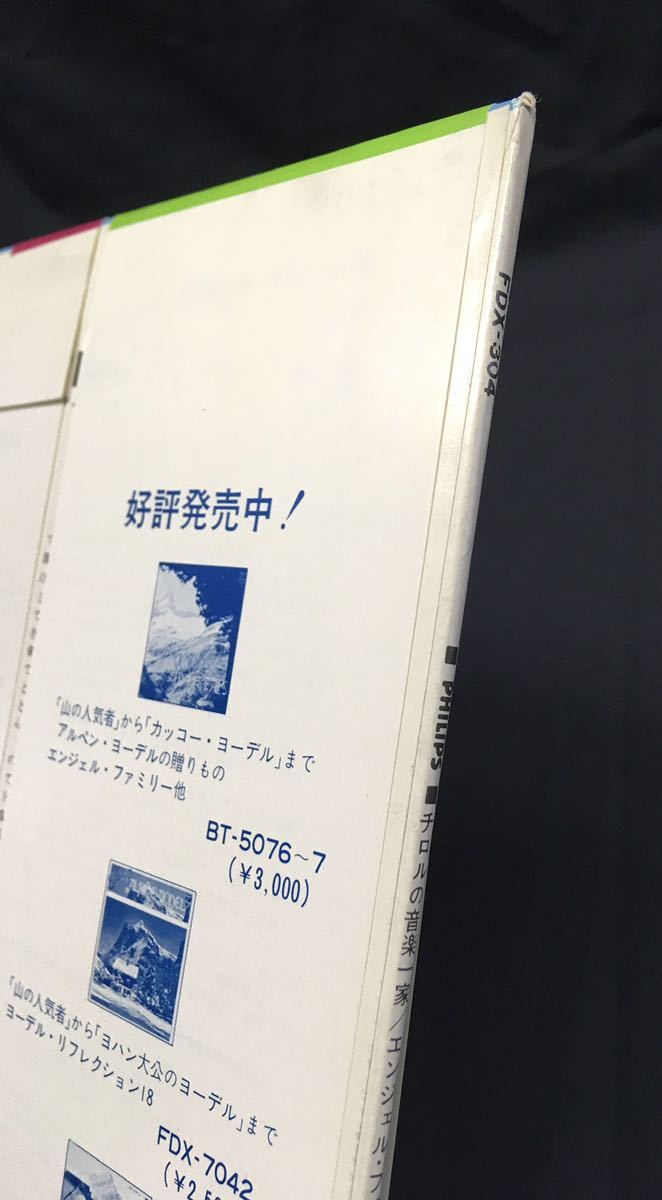 好評発売中!
「山の人気者」から「カッコー・ヨーデル」まで
アルペン・ヨーデルの贈りもの
エンジェル・ファミリー他
BT-5076~7
(¥3,000)
「山の人気者」から「ヨハン大公のヨーデル」まで
ヨーデル・リフレクション18
FDX-7042
FDX-304
■ PHILIPS ■ チロルの音楽一家/エンジェル・フ